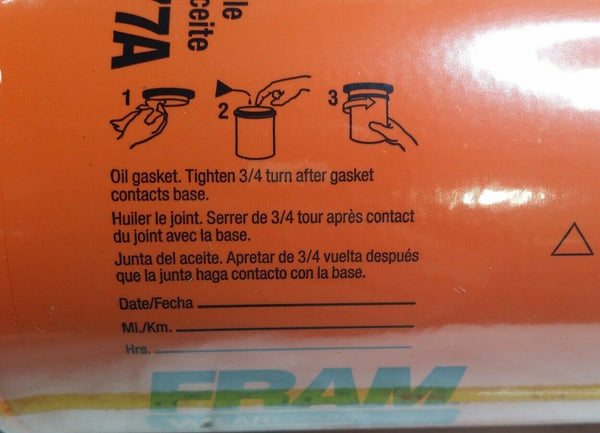 le
ceite
77A
1
2
3
Oil gasket. Tighten 3/4 turn after gasket
contacts base.
Huiler le joint. Serrer de 3/4 tour après contact
du joint avec la base.
Junta del aceite. Apretar de 3/4 vuelta después
que la junta haga contacto con la base.
Date/Fecha
Mi./Km.
Hrs.
FRAM